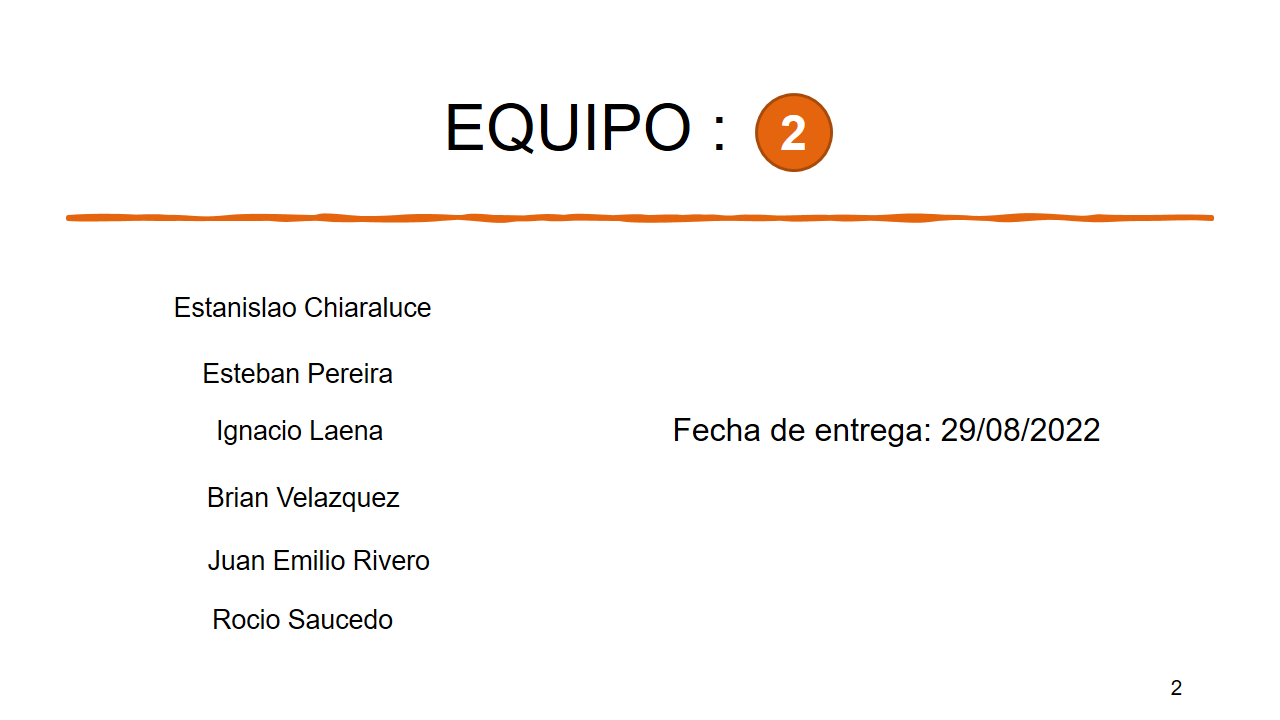 EQUIPO : 2
Estanislao Chiaraluce
Esteban Pereira
Ignacio Laena
Brian Velazquez
Juan Emilio Rivero
Rocio Saucedo
Fecha de entrega: 29/08/2022
2